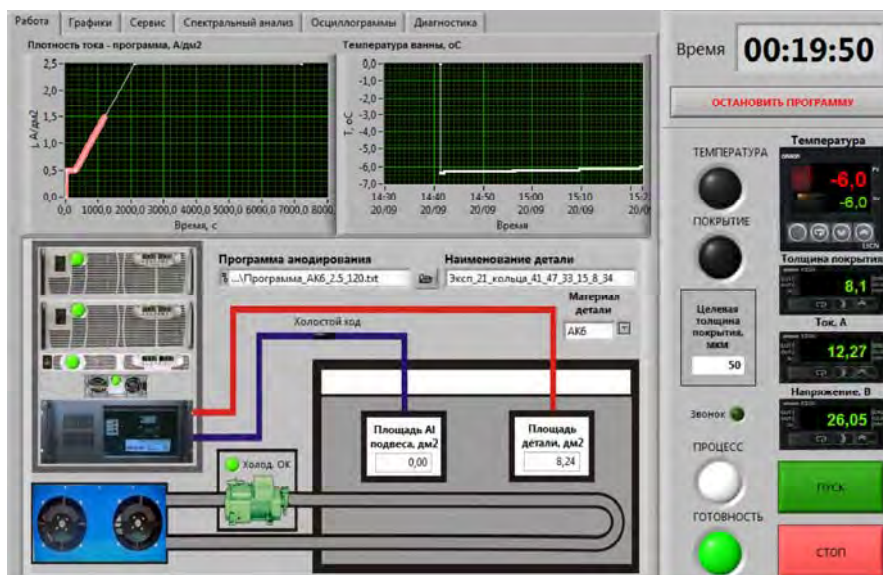 Работа Графики Сервис Спектральный анализ Осциллограммы Диагностика
Плотность тока - программа, А/дм2
2,5
2,0
1,5
1,0
0,5
0,0
J, А/дм2
0,0 1000,0 2000,0 3000,0 4000,0 5000,0 6000,0 7000,0 8000
Время, с
Температура ванны, оС
0,0
-1,0
-2,0
-3,0
-4,0
-5,0
-6,0
-7,0
Т, оС
14:30 14:40 14:50 15:00 15:10 15:2
20/09 20/09 20/09 20/09 20/09 20/0
Время
Время 00:19:50
ОСТАНОВИТЬ ПРОГРАММУ
ТЕМПЕРАТУРА
ПОКРЫТИЕ
Температура
-6,0
-6,0
Толщина покрытия
8,1
Ток, А
12,27
Напряжение, В
26,05
Целевая
толщина
покрытия,
мкм
50
Звонок
ПРОЦЕСС
ГОТОВНОСТЬ
ПУСК
СТОП
Программа анодирования
...\Программа_АК6_2.5_120.txt
Наименование детали
Эксп_21_кольца_41_47_33_15_8_34
Материал
детали
АК6
Холостой ход
Площадь Al
подвеса, дм2
0,00
Площадь
детали, дм2
8,24
Холод. ОК